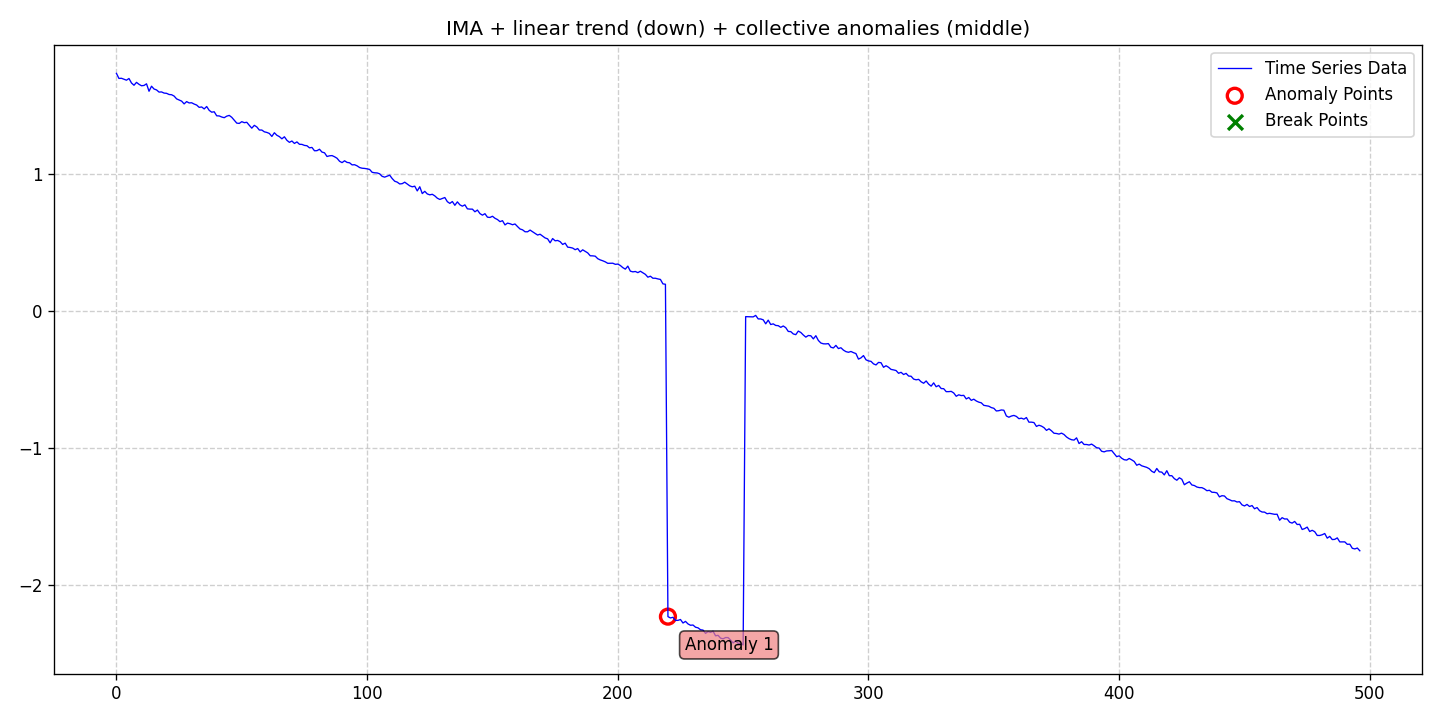 IMA + linear trend (down) + collective anomalies (middle)
Time Series Data
Anomaly Points
Break Points
1
0
−1
−2
Anomaly 1
0
100
200
300
400
500